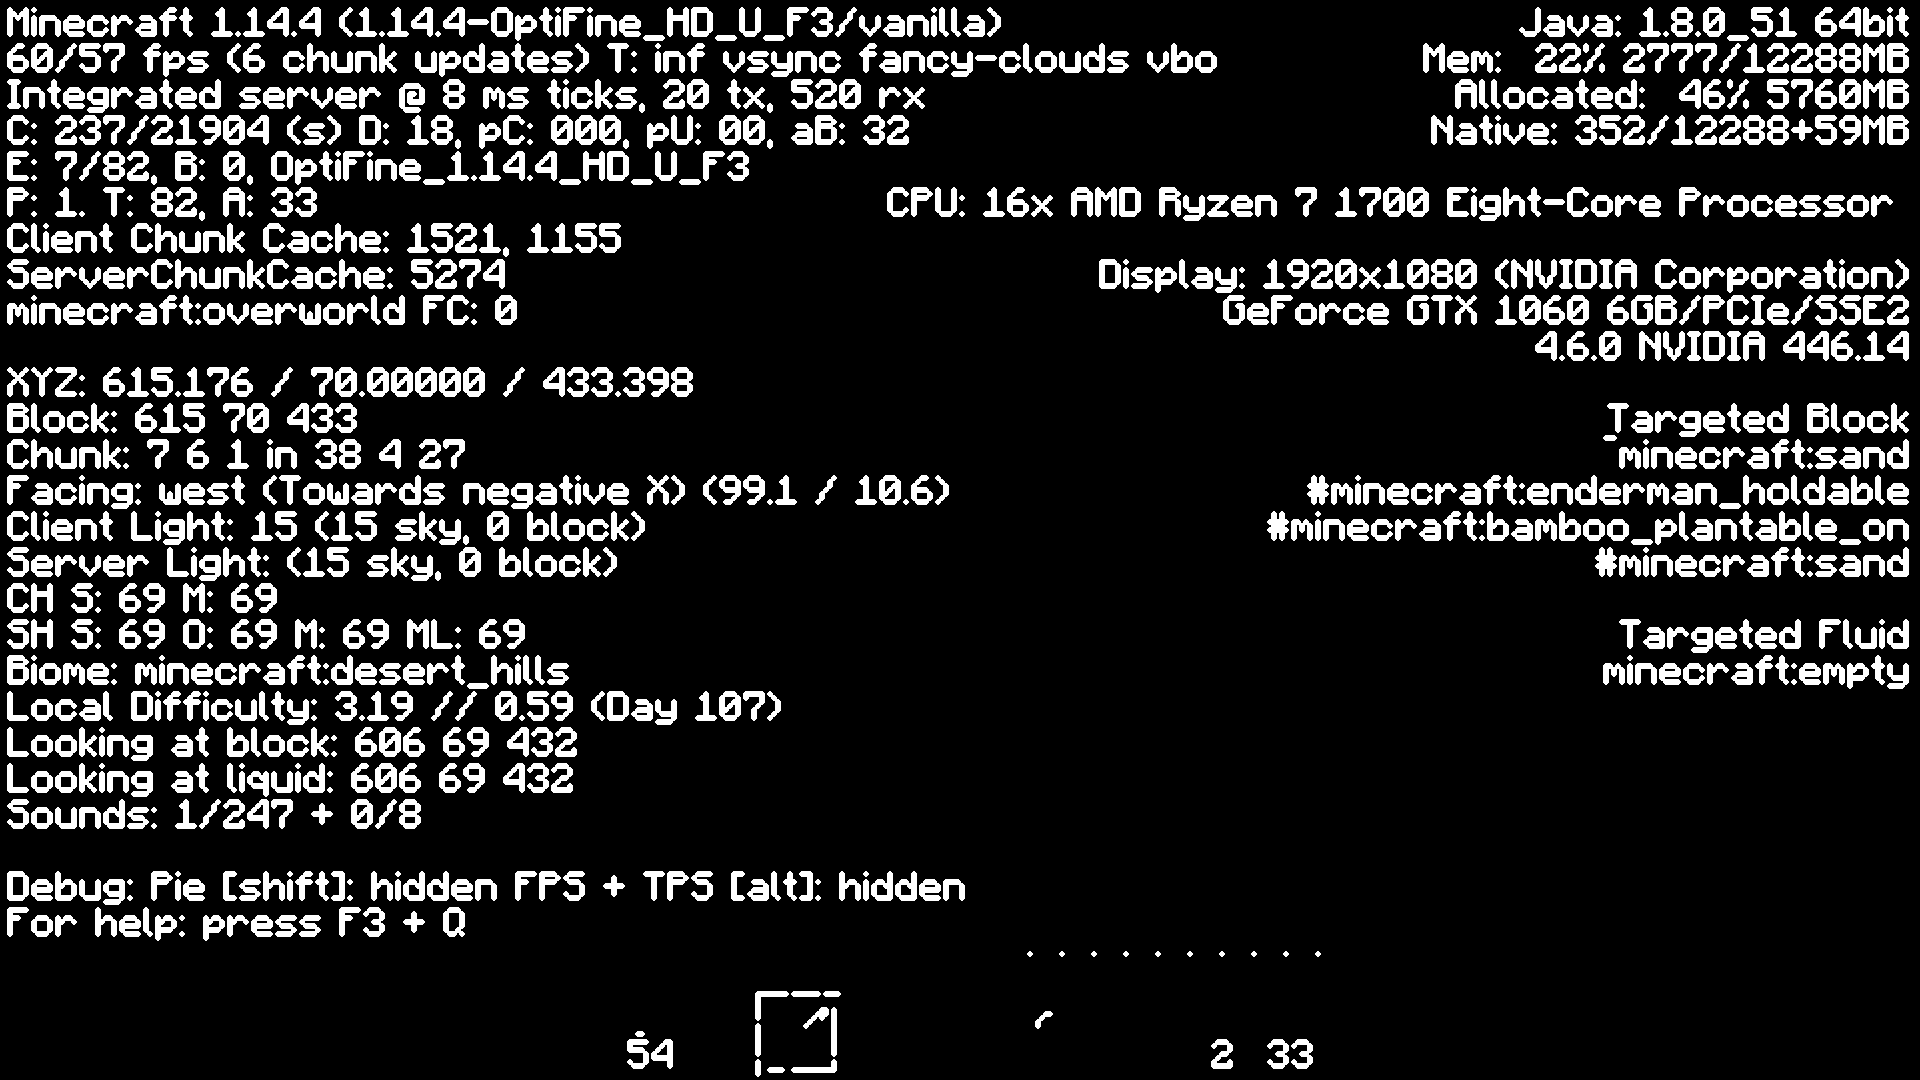 Minecraft 1.14.4 (1.14.4-OptiFine_HD_U_F3/vanilla)
60/57 fps (6 chunk updates) T: inf vsync fancy-clouds vbo
Integrated server @ 8 ms ticks, 20 tx, 520 rx
C: 237/21904 (s) D: 18, pC: 000, pU: 00, aB: 32
E: 7/82, B: 0, OptiFine_1.14.4_HD_U_F3
P: 1. T: 82, A: 33
Client Chunk Cache: 1521, 1155
ServerChunkCache: 5274
minecraft:overworld FC: 0
XYZ: 615.176 / 70.00000 / 433.398
Block: 615 70 433
Chunk: 7 6 1 in 38 4 27
Facing: west (Towards negative X) (99.1 / 10.6)
Client Light: 15 (15 sky, 0 block)
Server Light: (15 sky, 0 block)
CH S: 69 M: 69
SH S: 69 O: 69 M: 69 ML: 69
Biome: minecraft:desert_hills
Local Difficulty: 3.19 // 0.59 (Day 107)
Looking at block: 606 69 432
Looking at liquid: 606 69 432
Sounds: 1/247 + 0/8
Debug: Pie [shift]: hidden FPS + TPS [alt]: hidden
For help: press F3 + Q
Java: 1.8.0_51 64bit
Mem: 22% 2777/12288MB
Allocated: 46% 5760MB
Native: 352/12288+59MB
CPU: 16x AMD Ryzen 7 1700 Eight-Core Processor
Display: 1920x1080 (NVIDIA Corporation)
GeForce GTX 1060 6GB/PCIe/SSE2
4.6.0 NVIDIA 446.14
Targeted Block
minecraft:sand
#minecraft:enderman_holdable
#minecraft:bamboo_plantable_on
#minecraft:sand
Targeted Fluid
minecraft:empty
54
2 33